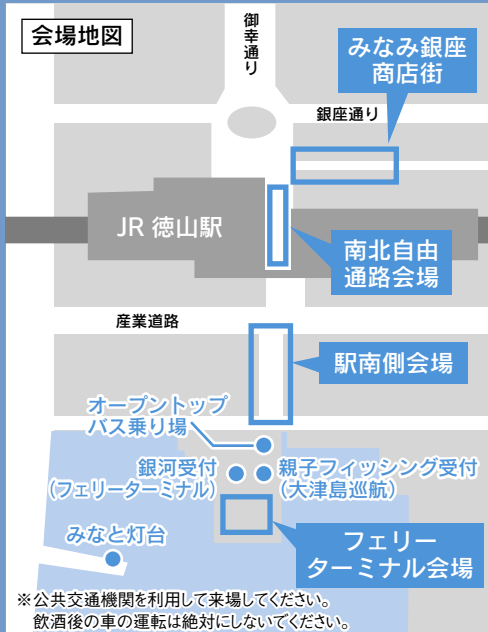 会場地図
御幸通り
みなみ銀座
商店街
銀座通り
JR 徳山駅
南北自由
通路会場
産業道路
駅南側会場
オープントップ
バス乗り場
銀河受付
(フェリーターミナル)
親子フィッシング受付
(大津島巡航)
みなと灯台
フェリー
ターミナル会場
※公共交通機関を利用して来場してください。
飲酒後の車の運転は絶対にしないでください。